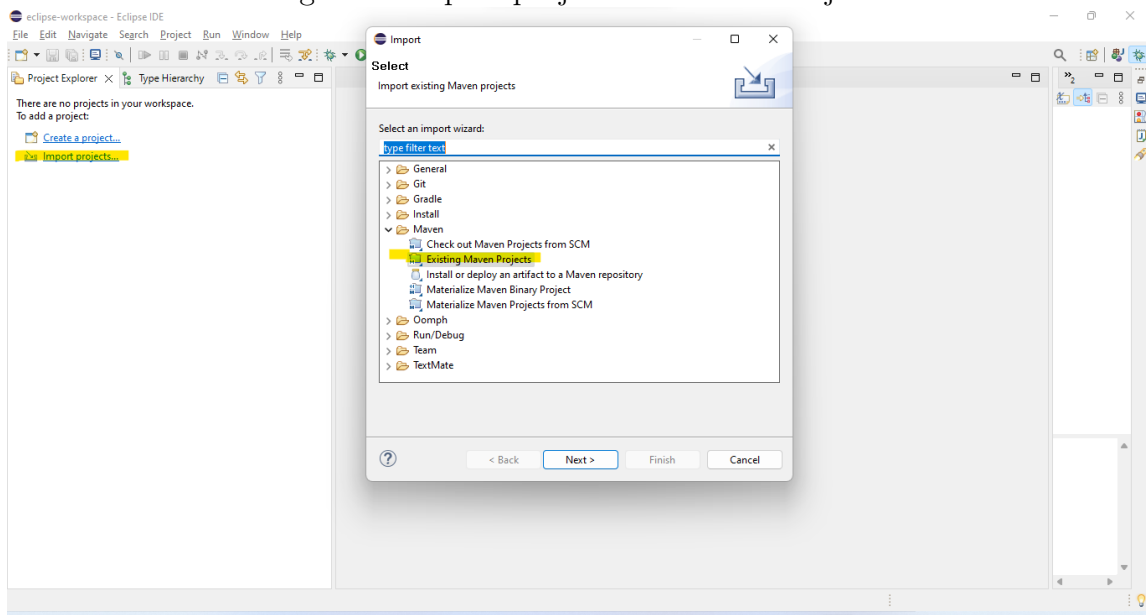 eclipse-workspace - Eclipse IDE
File Edit Navigate Search Project Run Window Help
Project Explorer Type Hierarchy
There are no projects in your workspace.
To add a project:
Create a project...
Import projects...
Import
Select
Import existing Maven projects
Select an import wizard:
type filter text
General
Git
Gradle
Install
Maven
Check out Maven Projects from SCM
Existing Maven Projects
Install or deploy an artifact to a Maven repository
Materialize Maven Binary Project
Materialize Maven Projects from SCM
Oomph
Run/Debug
Team
TextMate
< Back Next > Finish Cancel